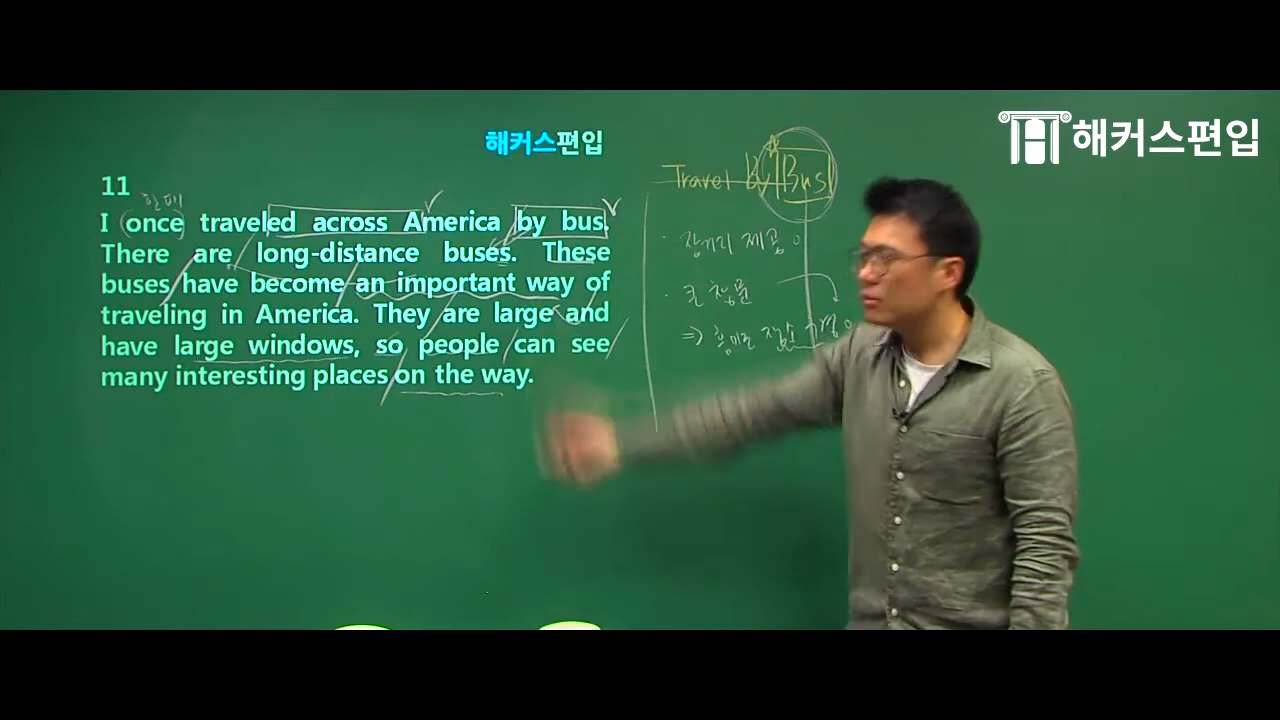 해커스편입
해커스편입
11
한때
I once traveled across America by bus.
There are long-distance buses. These
buses have become an important way of
traveling in America. They are large and
have large windows, so people can see
many interesting places on the way.
Travel By Bus
장거리 제공
큰 창문
⇒